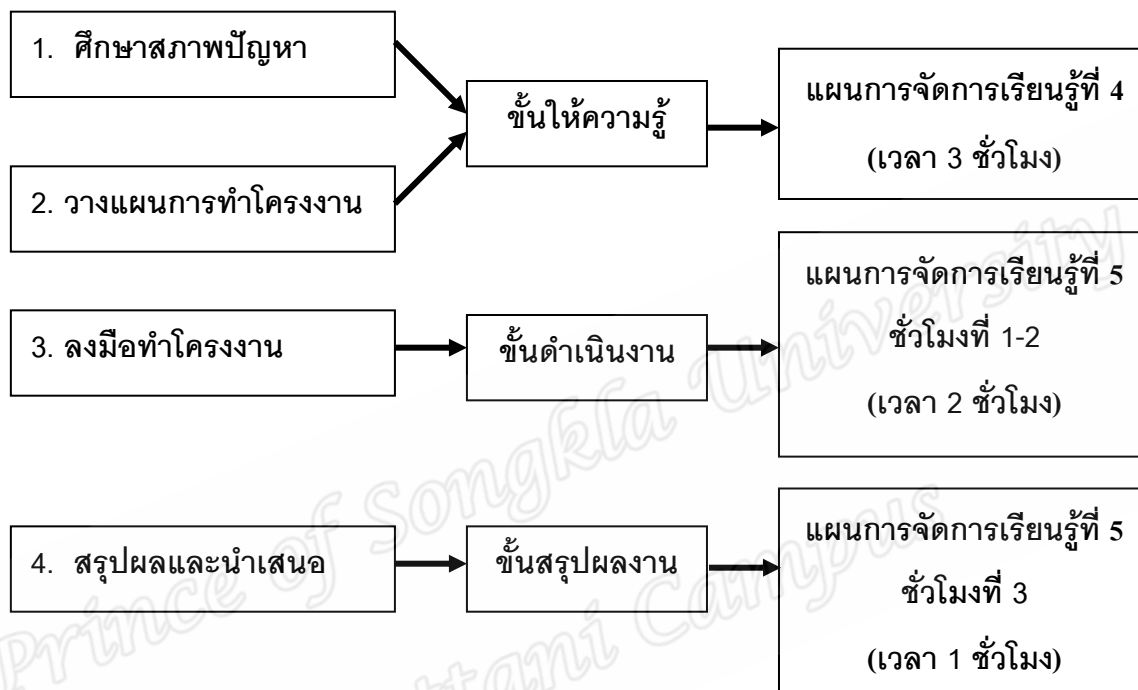 1. ศึกษาสภาพปัญหา
2. วางแผนการทำโครงงาน
ขั้นให้ความรู้
แผนการจัดการเรียนรู้ที่ 4
(เวลา 3 ชั่วโมง)
3. ลงมือทำโครงงาน
ขั้นดำเนินงาน
แผนการจัดการเรียนรู้ที่ 5
ชั่วโมงที่ 1-2
(เวลา 2 ชั่วโมง)
4. สรุปผลและนำเสนอ
ขั้นสรุปผลงาน
แผนการจัดการเรียนรู้ที่ 5
ชั่วโมงที่ 3
(เวลา 1 ชั่วโมง)
Prince of Songkla University
ttani Campus